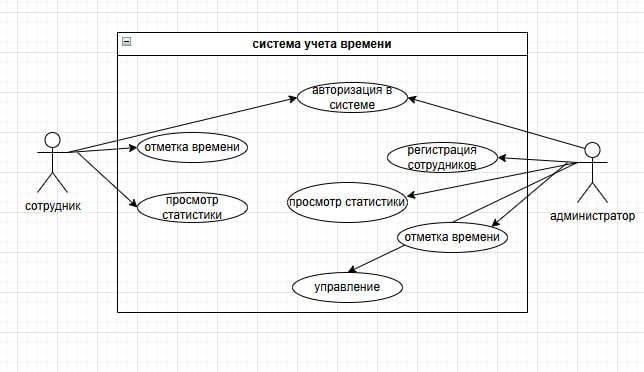 система учета времени
авторизация в
системе
отметка времени
регистрация
сотрудников
просмотр
статистики
просмотр статистики
сотрудник
администратор
отметка времени
управление